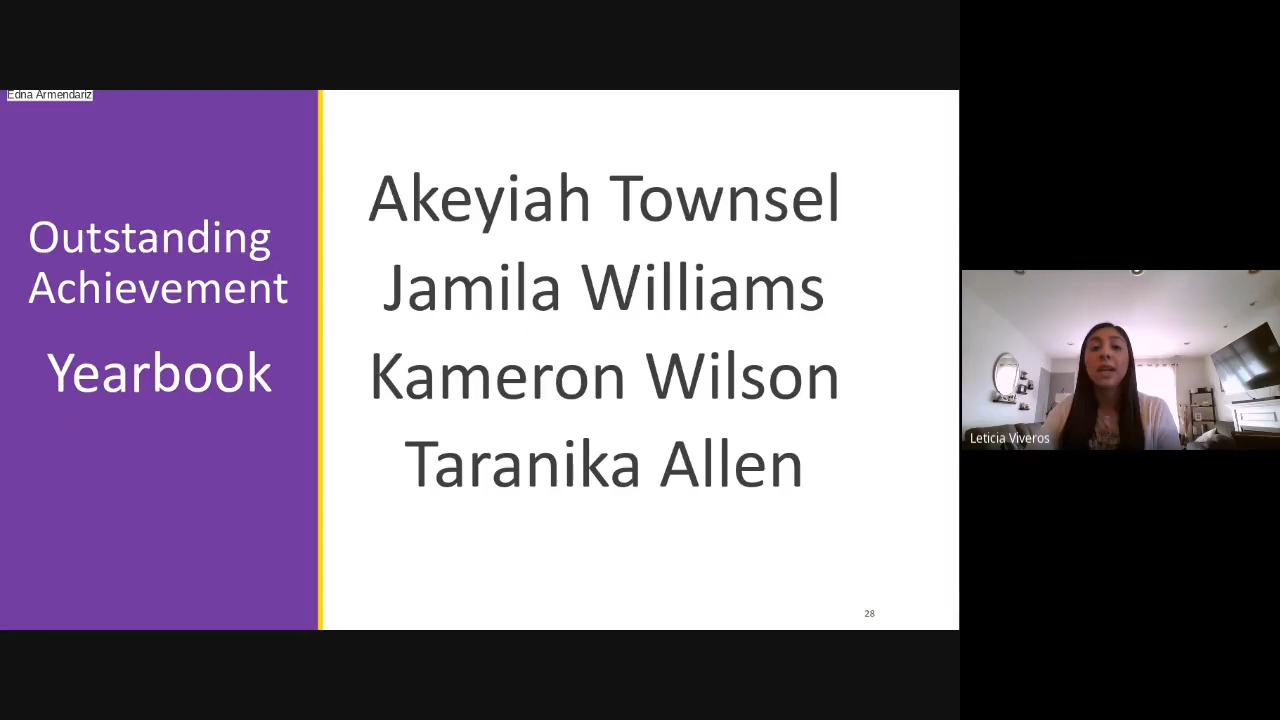 Edna Armendariz
Outstanding
Achievement
Yearbook
Akeyiah Townsel
Jamila Williams
Kameron Wilson
Taranika Allen
28
Leticia Viveros